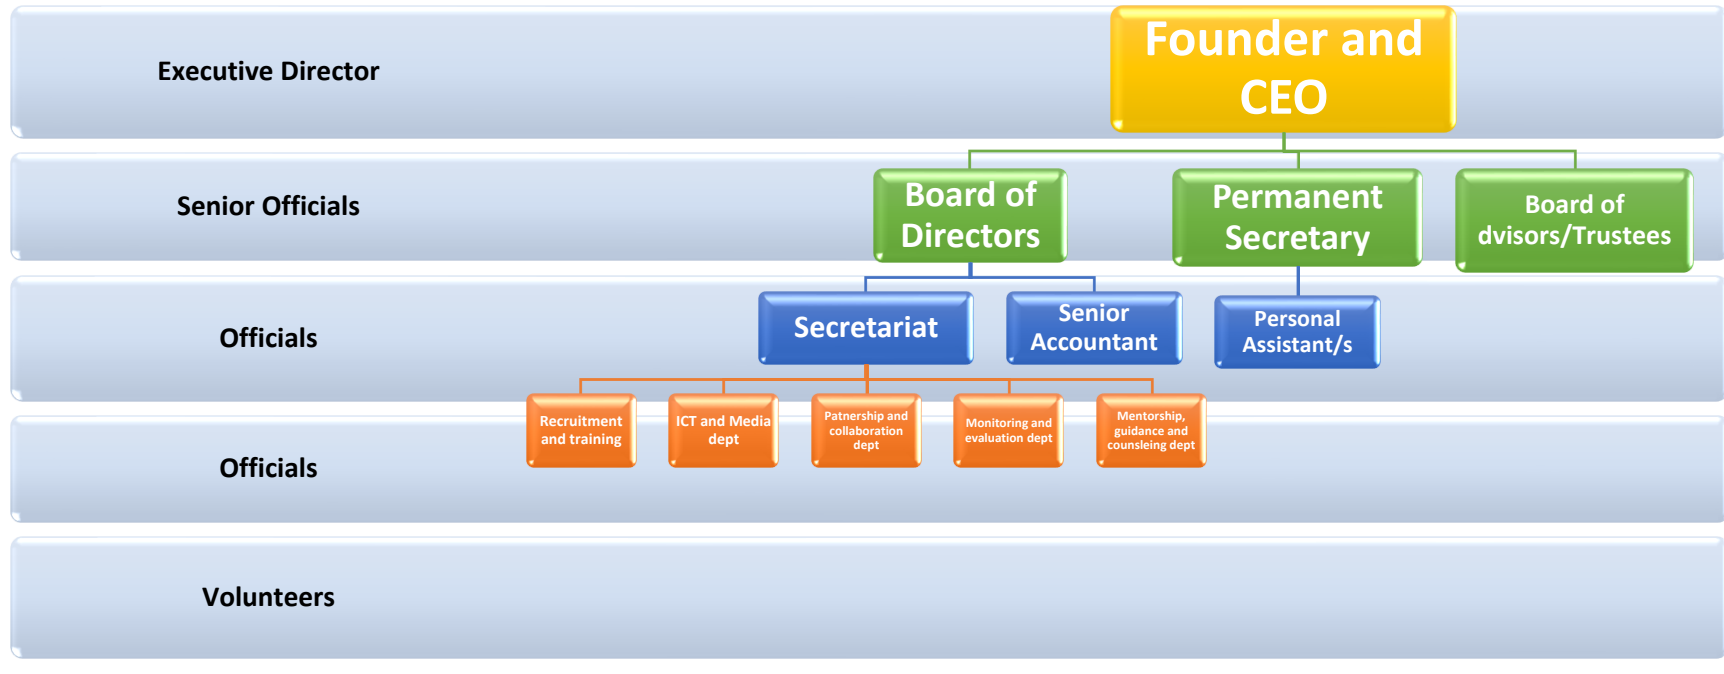 Executive Director
Founder and
CEO
Senior Officials
Board of
Directors
Permanent
Secretary
Board of
dvisors/Trustees
Officials
Secretariat
Senior
Accountant
Personal
Assistant/s
Officials
Recruitment
and training
ICT and Media
dept
Patnership and
collaboration
dept
Monitoring and
evaluation dept
Mentorship,
guidance and
counsleing dept
Volunteers